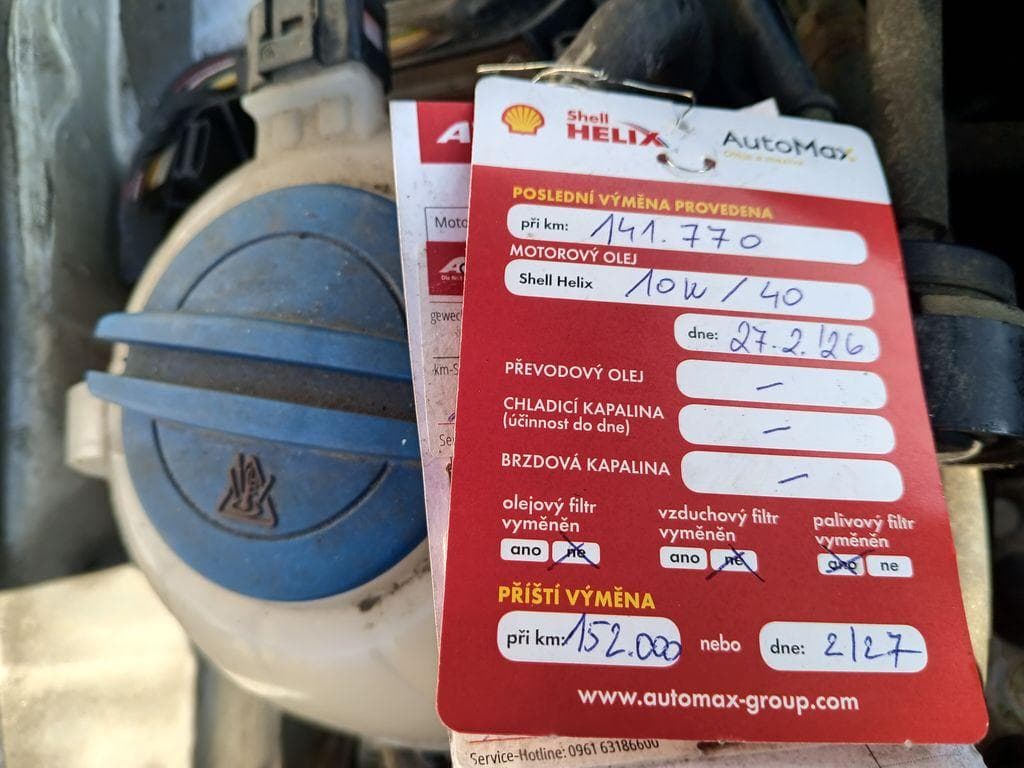 Shell
HELIX
AutoMax
POSLEDNÍ VÝMĚNA PROVEDENA
při km: 141.770
MOTOROVÝ OLEJ
Shell Helix 10W/40
dne: 27.2.'26
PŘEVODOVÝ OLEJ –
CHLADICÍ KAPALINA
(účinnost do dne) –
BRZDOVÁ KAPALINA –
olejový filtr
vyměněn
ano ne
vzduchový filtr
vyměněn
ano ne
palivový filtr
vyměněn
ano ne
PŘÍŠTÍ VÝMĚNA
při km: 152.000 nebo dne: 2/27
www.automax-group.com
Moto
gewec
km-S
Service-Hotline: 0961 63186600